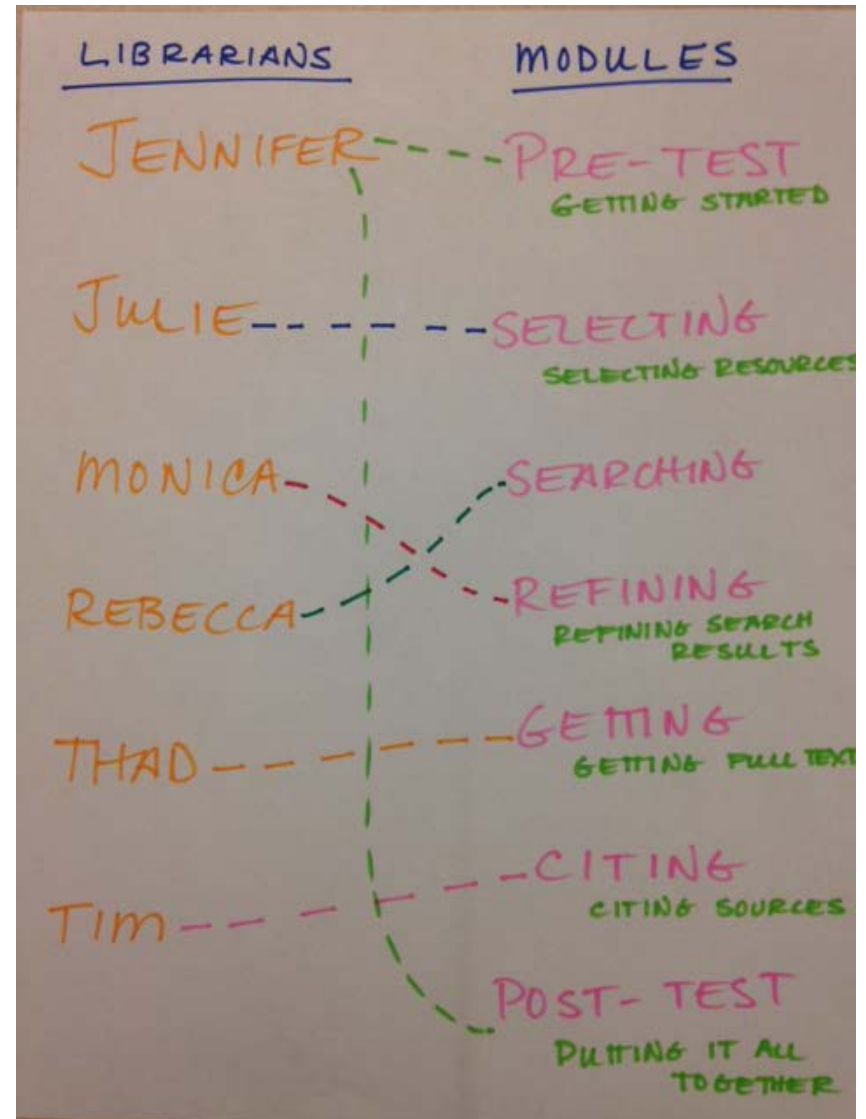 LIBRARIANS
JENNIFER
JULIE
MONICA
REBECCA
THAD
TIM
MODULES
PRE-TEST
GETTING STARTED
SELECTING
SELECTING RESOURCES
SEARCHING
REFINING
REFINING SEARCH
RESULTS
GETTING
GETTING FULL TEXT
CITING
CITING SOURCES
POST-TEST
PUTTING IT ALL
TOGETHER